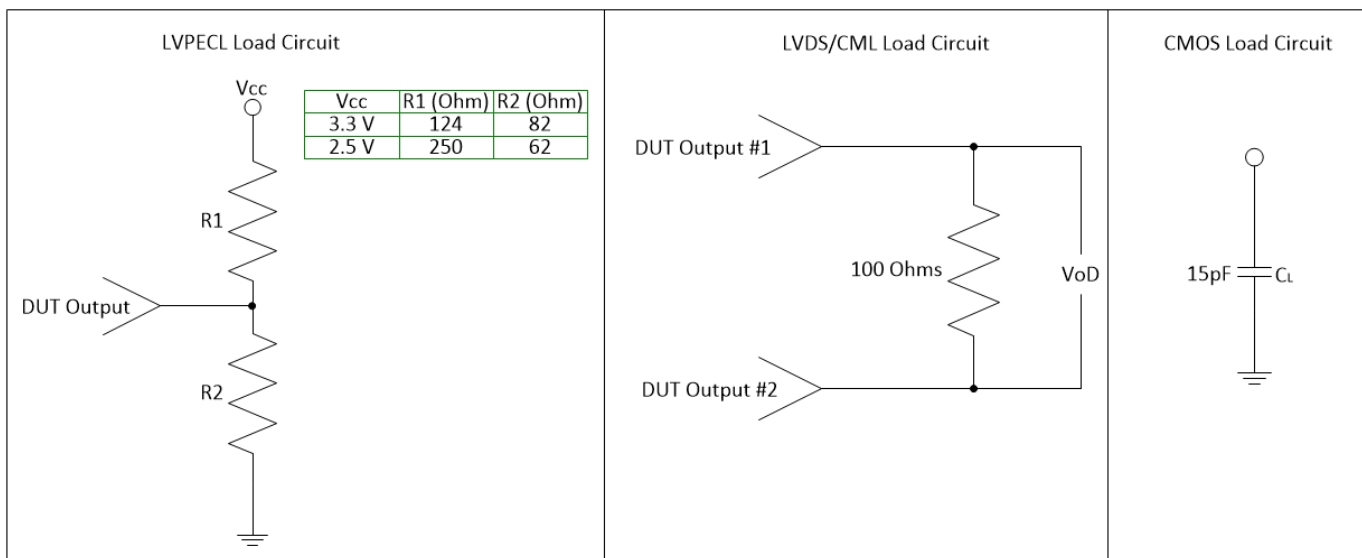 LVPECL Load Circuit
Vcc
Vcc R1 (Ohm) R2 (Ohm)
3.3 V 124 82
2.5 V 250 62
R1
DUT Output
R2
LVDS/CML Load Circuit
DUT Output #1
100 Ohms
VoD
DUT Output #2
CMOS Load Circuit
15pF CL